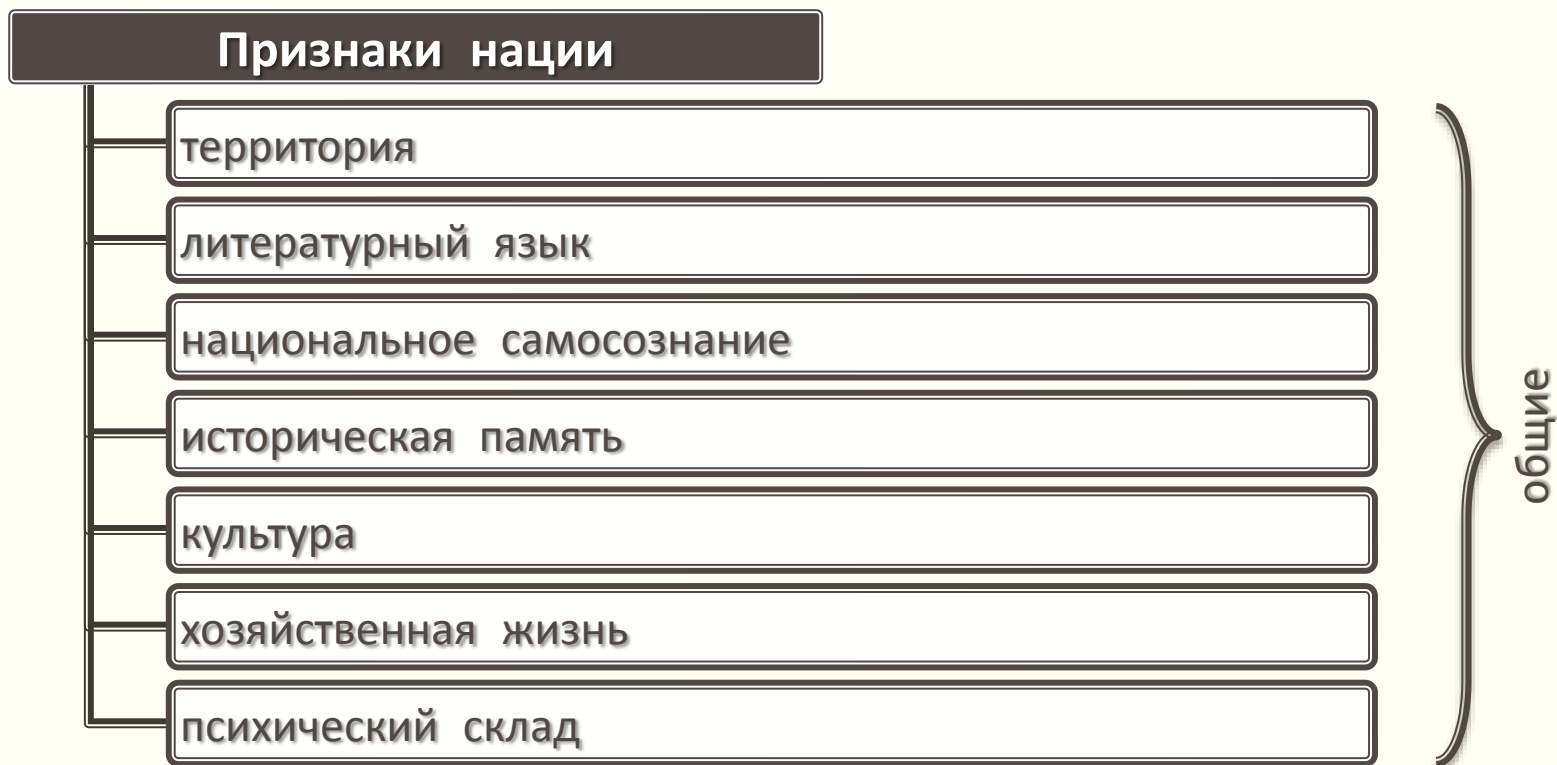 Признаки нации
территория
литературный язык
национальное самосознание
историческая память
культура
хозяйственная жизнь
психический склад
общие